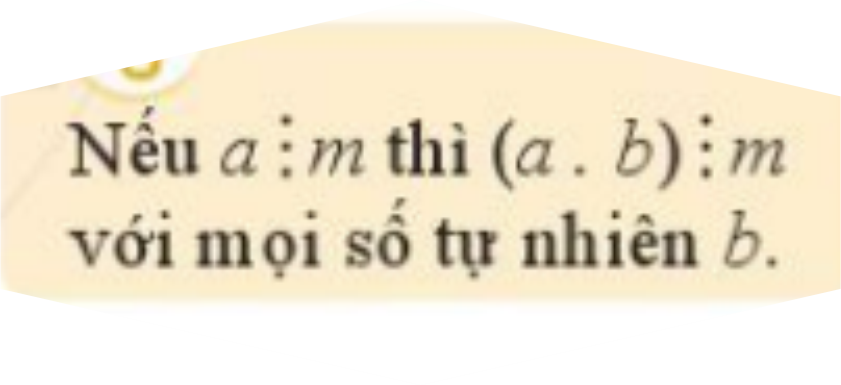 Nếu a ⋮ m thì (a . b) ⋮ m
với mọi số tự nhiên b.